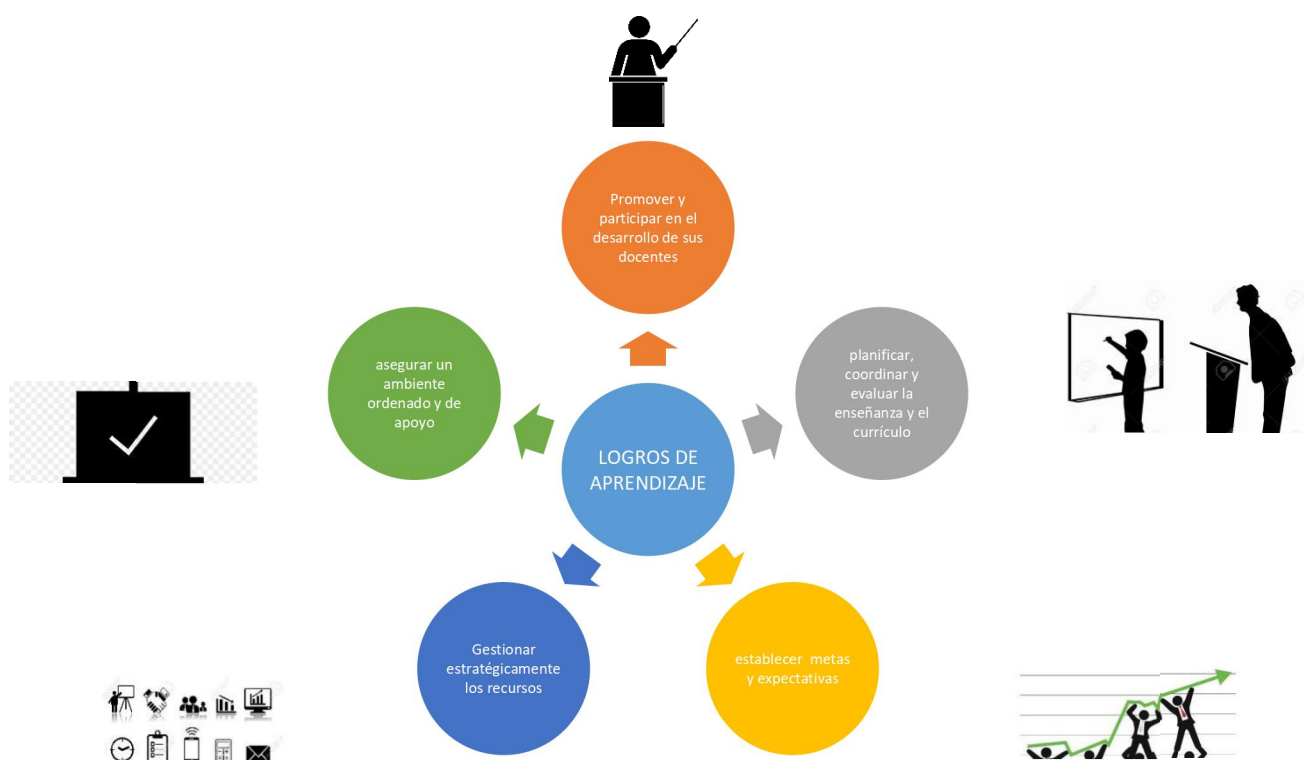 Promover y
participar en el
desarrollo de sus
docentes
asegurar un
ambiente
ordenado y de
apoyo
planificar,
coordinar y
evaluar la
enseñanza y el
currículo
LOGROS DE
APRENDIZAJE
Gestionar
estratégicamente
los recursos
establecer metas
y expectativas